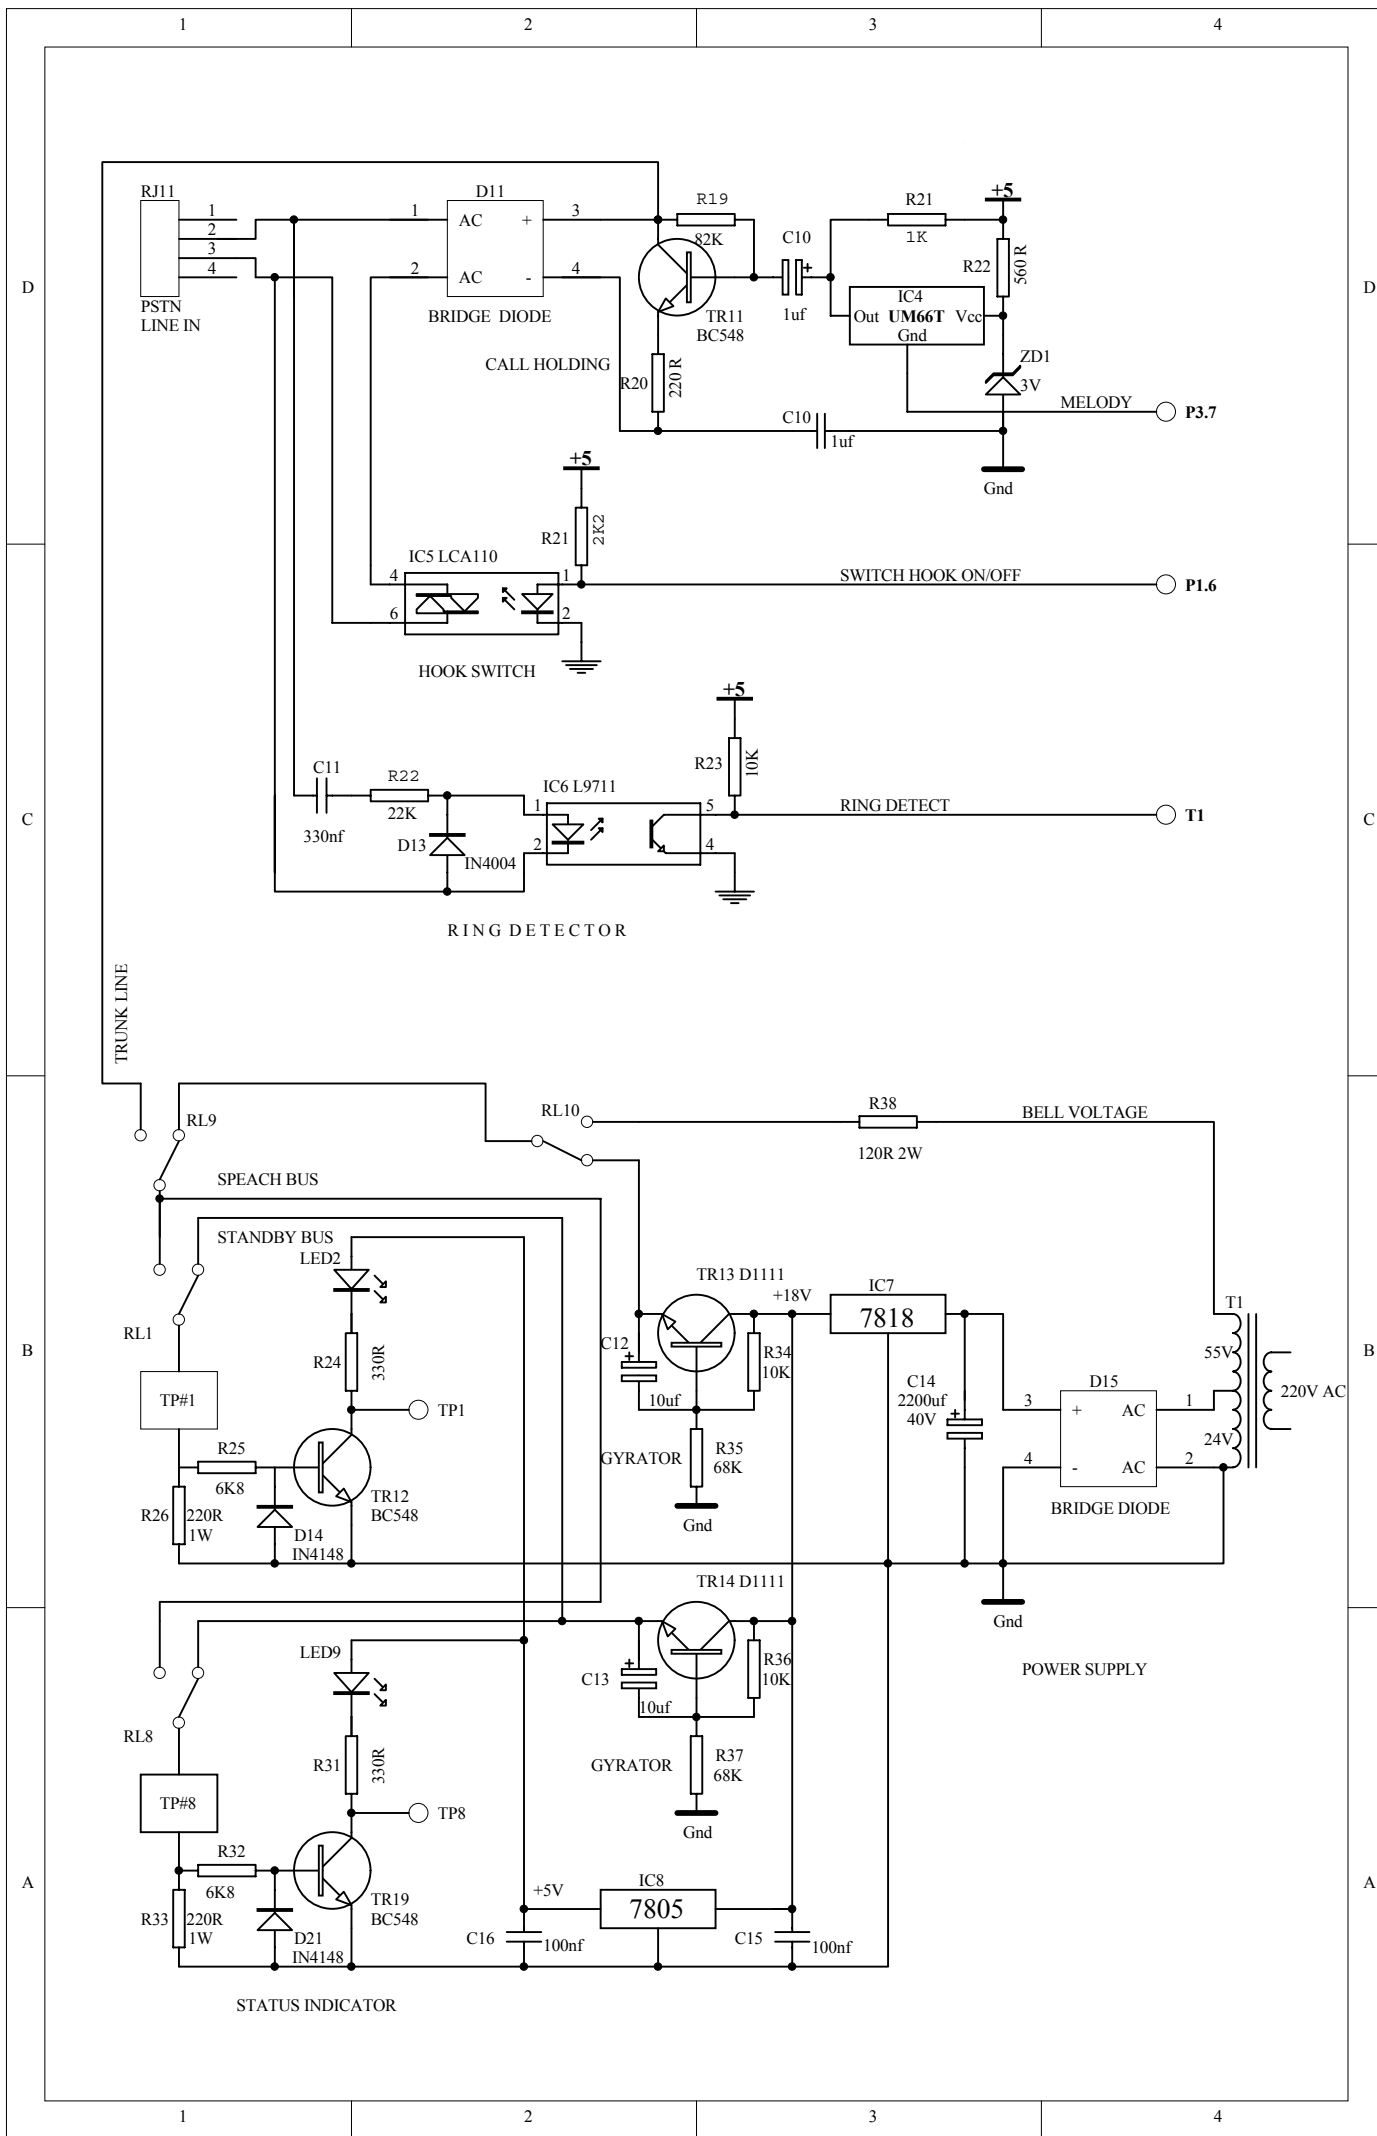 1 2 3 4
RJ11
1
2
3
4
PSTN
LINE IN
D11
1 AC + 3
2 AC - 4
BRIDGE DIODE
R19
82K
TR11
BC548
C10
1uf
R21
1K
+5
R22
560 R
IC4
Out UM66T Vcc
Gnd
ZD1
3V
D D
CALL HOLDING
R20
220 R
MELODY P3.7
C10
1uf
Gnd
+5
R21
2K2
IC5 LCA110
4 1
6 2
SWITCH HOOK ON/OFF P1.6
HOOK SWITCH
+5
R23
10K
C11
330nf
R22
22K
IC6 L9711
1 5
2 4
D13
IN4004
RING DETECT T1
C C
RING DETECTOR
TRUNK LINE
RL9
RL10
R38
120R 2W
BELL VOLTAGE
SPEACH BUS
STANDBY BUS
LED2
RL1
R24
330R
TP#1
TP1
R25
6K8
R26
220R
1W
D14
IN4148
TR12
BC548
TR13 D1111
+18V
IC7
7818
C12
+
10uf
R34
10K
GYRATOR
R35
68K
Gnd
C14
2200uf
40V
+
D15
3 + AC 1
4 - AC 2
BRIDGE DIODE
T1
55V
24V
220V AC
B B
Gnd
POWER SUPPLY
TR14 D1111
LED9
C13
+
10uf
R36
10K
RL8
R31
330R
GYRATOR
R37
68K
Gnd
TP#8
TP8
R32
6K8
R33
220R
1W
D21
IN4148
TR19
BC548
A A
+5V
IC8
7805
C16
100nf
C15
100nf
STATUS INDICATOR
1 2 3 4